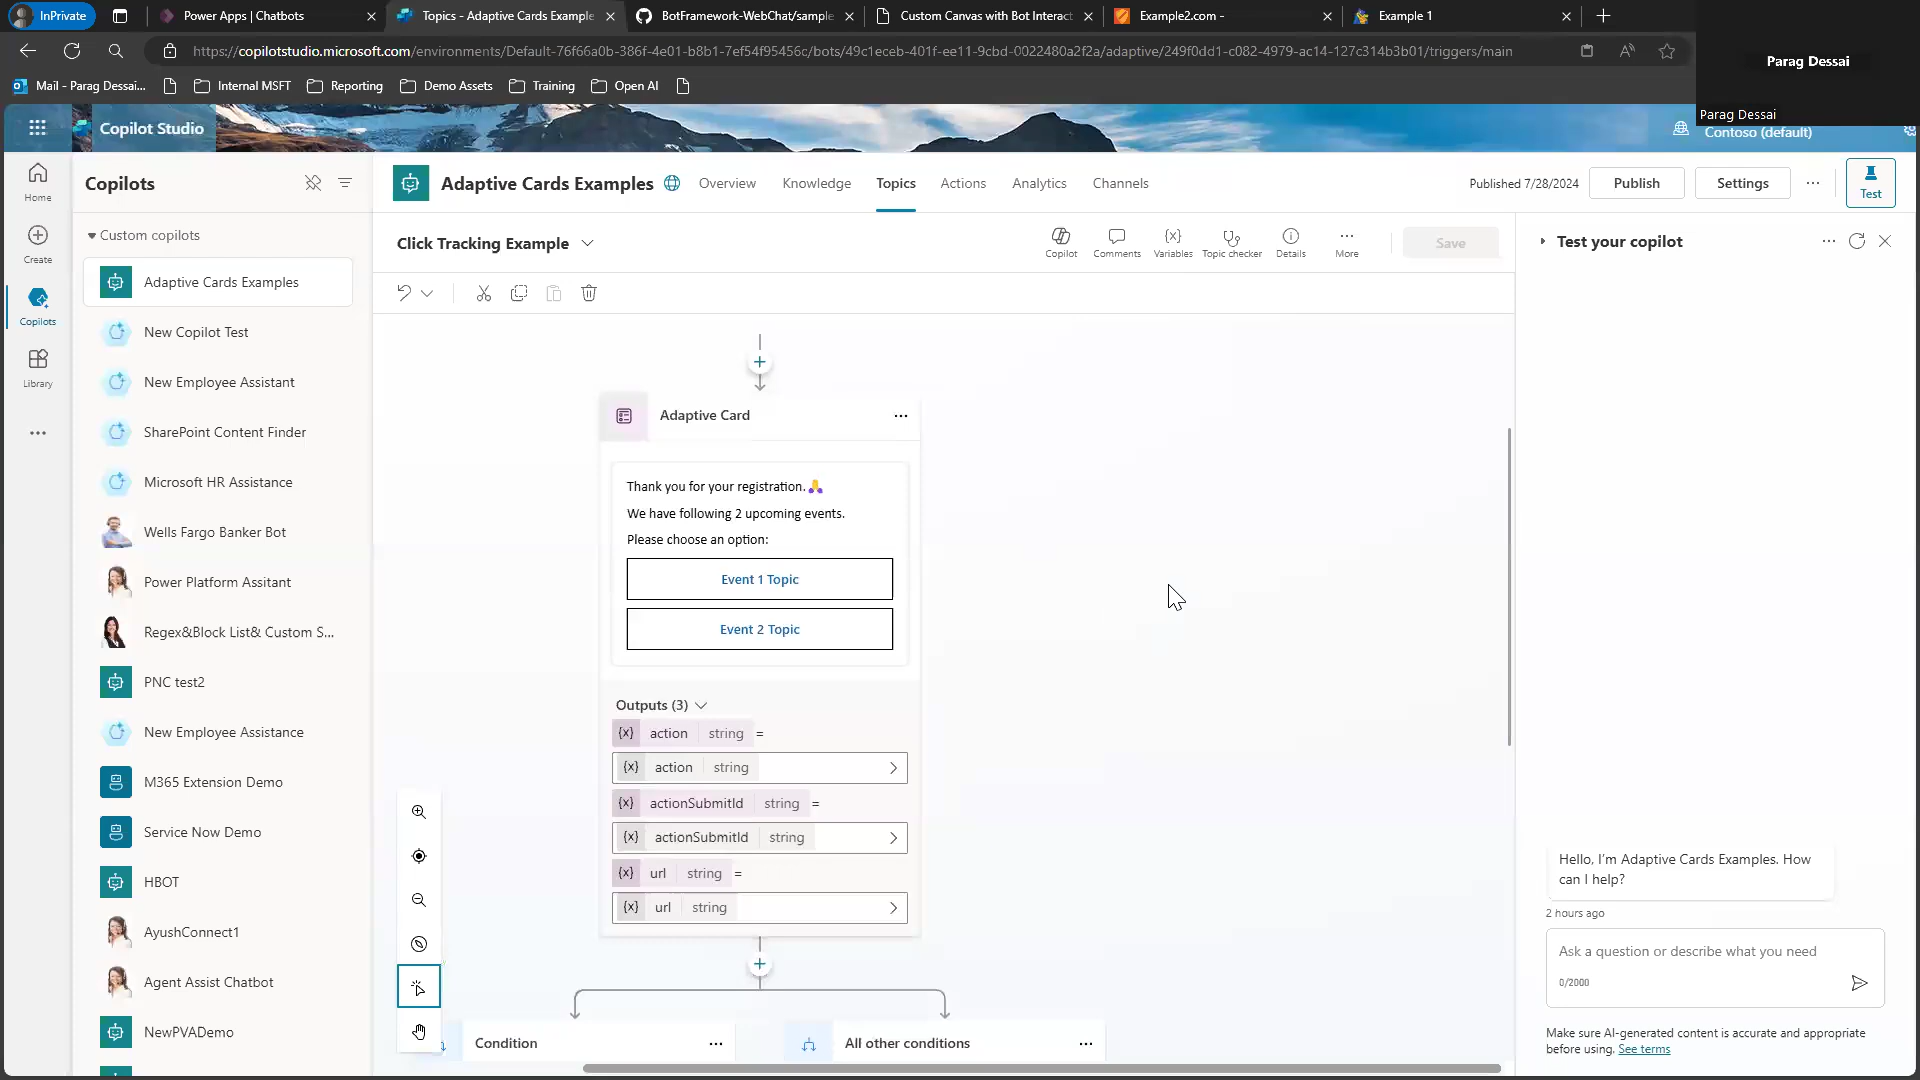 InPrivate
Power Apps | Chatbots
Topics - Adaptive Cards Example
BotFramework-WebChat/sample
Custom Canvas with Bot Interact
Example2.com -
Example 1
https://copilotstudio.microsoft.com/environments/Default-76f66a0b-386f-4e01-b8b1-7ef54f95456c/bots/49c1eceb-401f-ee11-9cbd-0022480a2f2a/adaptive/249f0dd1-c082-4979-ac14-127c314b3b01/triggers/main
Parag Dessai
Mail - Parag Dessai...
Internal MSFT
Reporting
Demo Assets
Training
Open AI
Parag Dessai
Copilot Studio
Contoso (default)
Home
Create
Copilots
Library
Copilots
Custom copilots
Adaptive Cards Examples
New Copilot Test
New Employee Assistant
SharePoint Content Finder
Microsoft HR Assistance
Wells Fargo Banker Bot
Power Platform Assitant
Regex&Block List& Custom S...
PNC test2
New Employee Assistance
M365 Extension Demo
Service Now Demo
HBOT
AyushConnect1
Agent Assist Chatbot
NewPVADemo
Adaptive Cards Examples
Overview
Knowledge
Topics
Actions
Analytics
Channels
Published 7/28/2024
Publish
Settings
Test
Click Tracking Example
Copilot
Comments
Variables
Topic checker
Details
More
Save
Adaptive Card
Thank you for your registration.🙏
We have following 2 upcoming events.
Please choose an option:
Event 1 Topic
Event 2 Topic
Outputs (3)
{x} action string =
{x} action string
{x} actionSubmitId string =
{x} actionSubmitId string
{x} url string =
{x} url string
Condition
All other conditions
Test your copilot
Hello, I'm Adaptive Cards Examples. How
can I help?
2 hours ago
Ask a question or describe what you need
0/2000
Make sure AI-generated content is accurate and appropriate
before using. See terms